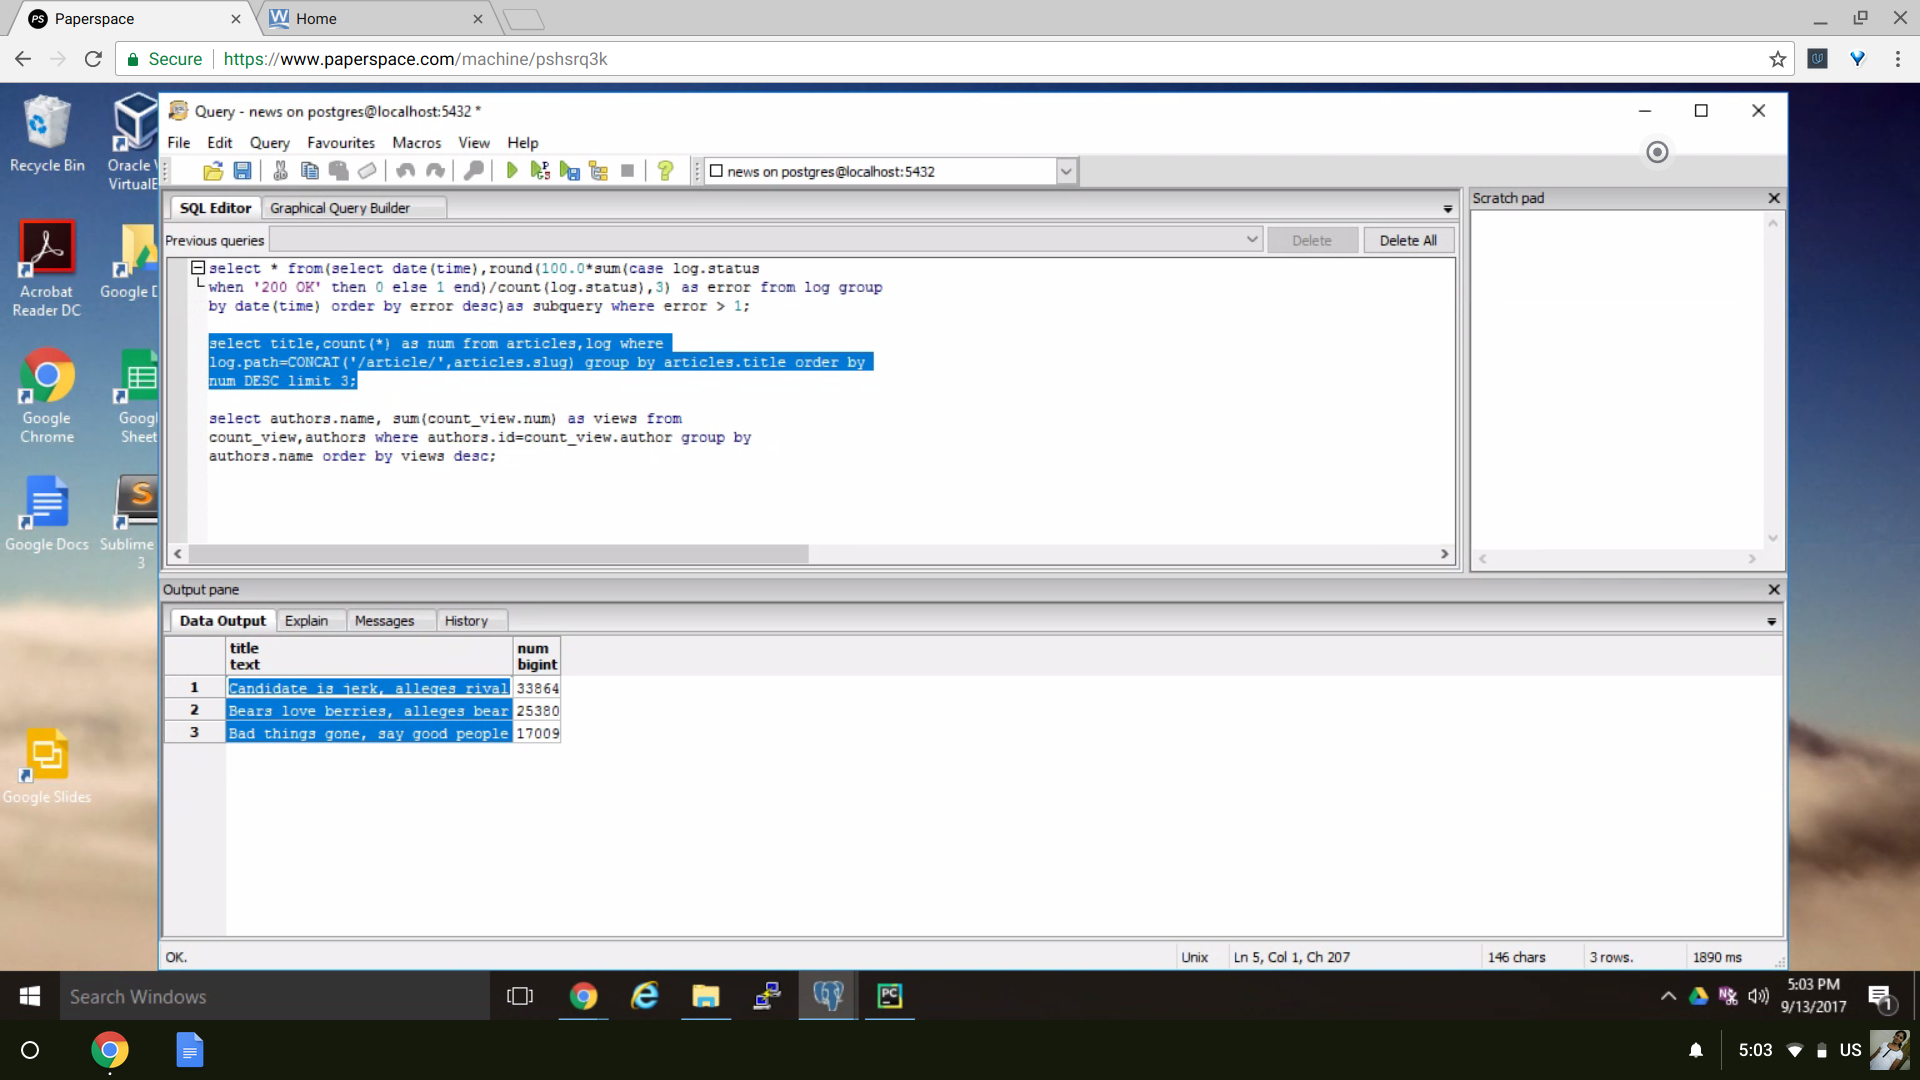 Paperspace
Home
Secure
https://www.paperspace.com/machine/pshsrq3k
Recycle Bin
Oracle
VirtualB
Acrobat
Reader DC
Google D
Google
Chrome
Goog
Sheet
Google Docs
Sublime
3
Google Slides
Query - news on postgres@localhost:5432 *
File Edit Query Favourites Macros View Help
news on postgres@localhost:5432
SQL Editor Graphical Query Builder
Previous queries
Delete Delete All
select * from(select date(time),round(100.0*sum(case log.status
when '200 OK' then 0 else 1 end)/count(log.status),3) as error from log group
by date(time) order by error desc)as subquery where error > 1;
select title,count(*) as num from articles,log where
log.path=CONCAT('/article/',articles.slug) group by articles.title order by
num DESC limit 3;
select authors.name, sum(count_view.num) as views from
count_view,authors where authors.id=count_view.author group by
authors.name order by views desc;
Scratch pad
Output pane
Data Output Explain Messages History
title num
text bigint
1 Candidate is jerk, alleges rival 33864
2 Bears love berries, alleges bear 25380
3 Bad things gone, say good people 17009
OK. Unix Ln 5, Col 1, Ch 207 146 chars 3 rows. 1890 ms
Search Windows
5:03 PM
9/13/2017
1
5:03 US